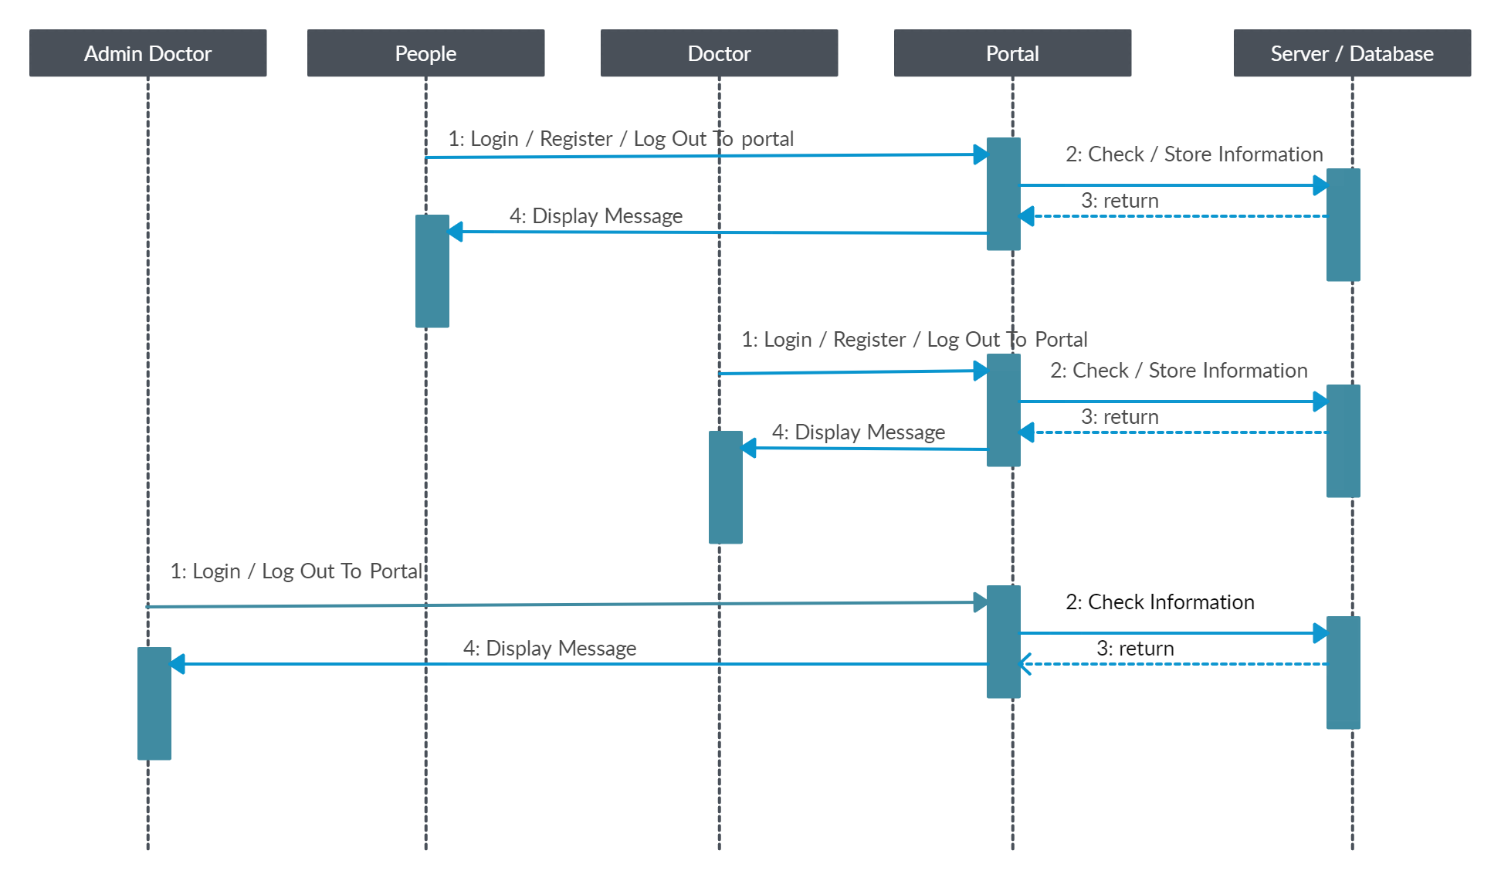 Admin Doctor
People
Doctor
Portal
Server / Database
1: Login / Register / Log Out To portal
2: Check / Store Information
3: return
4: Display Message
1: Login / Register / Log Out To Portal
2: Check / Store Information
3: return
4: Display Message
1: Login / Log Out To Portal
2: Check Information
3: return
4: Display Message